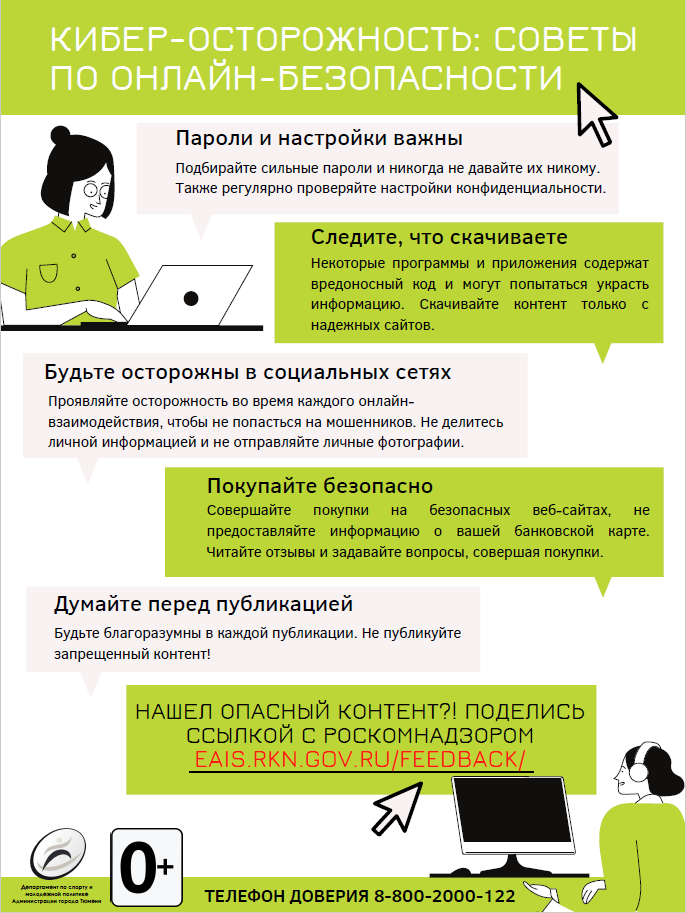 КИБЕР-ОСТОРОЖНОСТЬ: СОВЕТЫ
ПО ОНЛАЙН-БЕЗОПАСНОСТИ
Пароли и настройки важны
Подбирайте сильные пароли и никогда не давайте их никому.
Также регулярно проверяйте настройки конфиденциальности.
Следите, что скачиваете
Некоторые программы и приложения содержат
вредоносный код и могут попытаться украсть
информацию. Скачивайте контент только с
надежных сайтов.
Будьте осторожны в социальных сетях
Проявляйте осторожность во время каждого онлайн-
взаимодействия, чтобы не попасться на мошенников. Не делитесь
личной информацией и не отправляйте личные фотографии.
Покупайте безопасно
Совершайте покупки на безопасных веб-сайтах, не
предоставляйте информацию о вашей банковской карте.
Читайте отзывы и задавайте вопросы, совершая покупки.
Думайте перед публикацией
Будьте благоразумны в каждой публикации. Не публикуйте
запрещенный контент!
НАШЕЛ ОПАСНЫЙ КОНТЕНТ?! ПОДЕЛИСЬ
ССЫЛКОЙ С РОСКОМНАДЗОРОМ
EAIS.RKN.GOV.RU/FEEDBACK/
0+
Департамент по спорту и
молодежной политике
Администрации города Тюмени
ТЕЛЕФОН ДОВЕРИЯ 8-800-2000-122